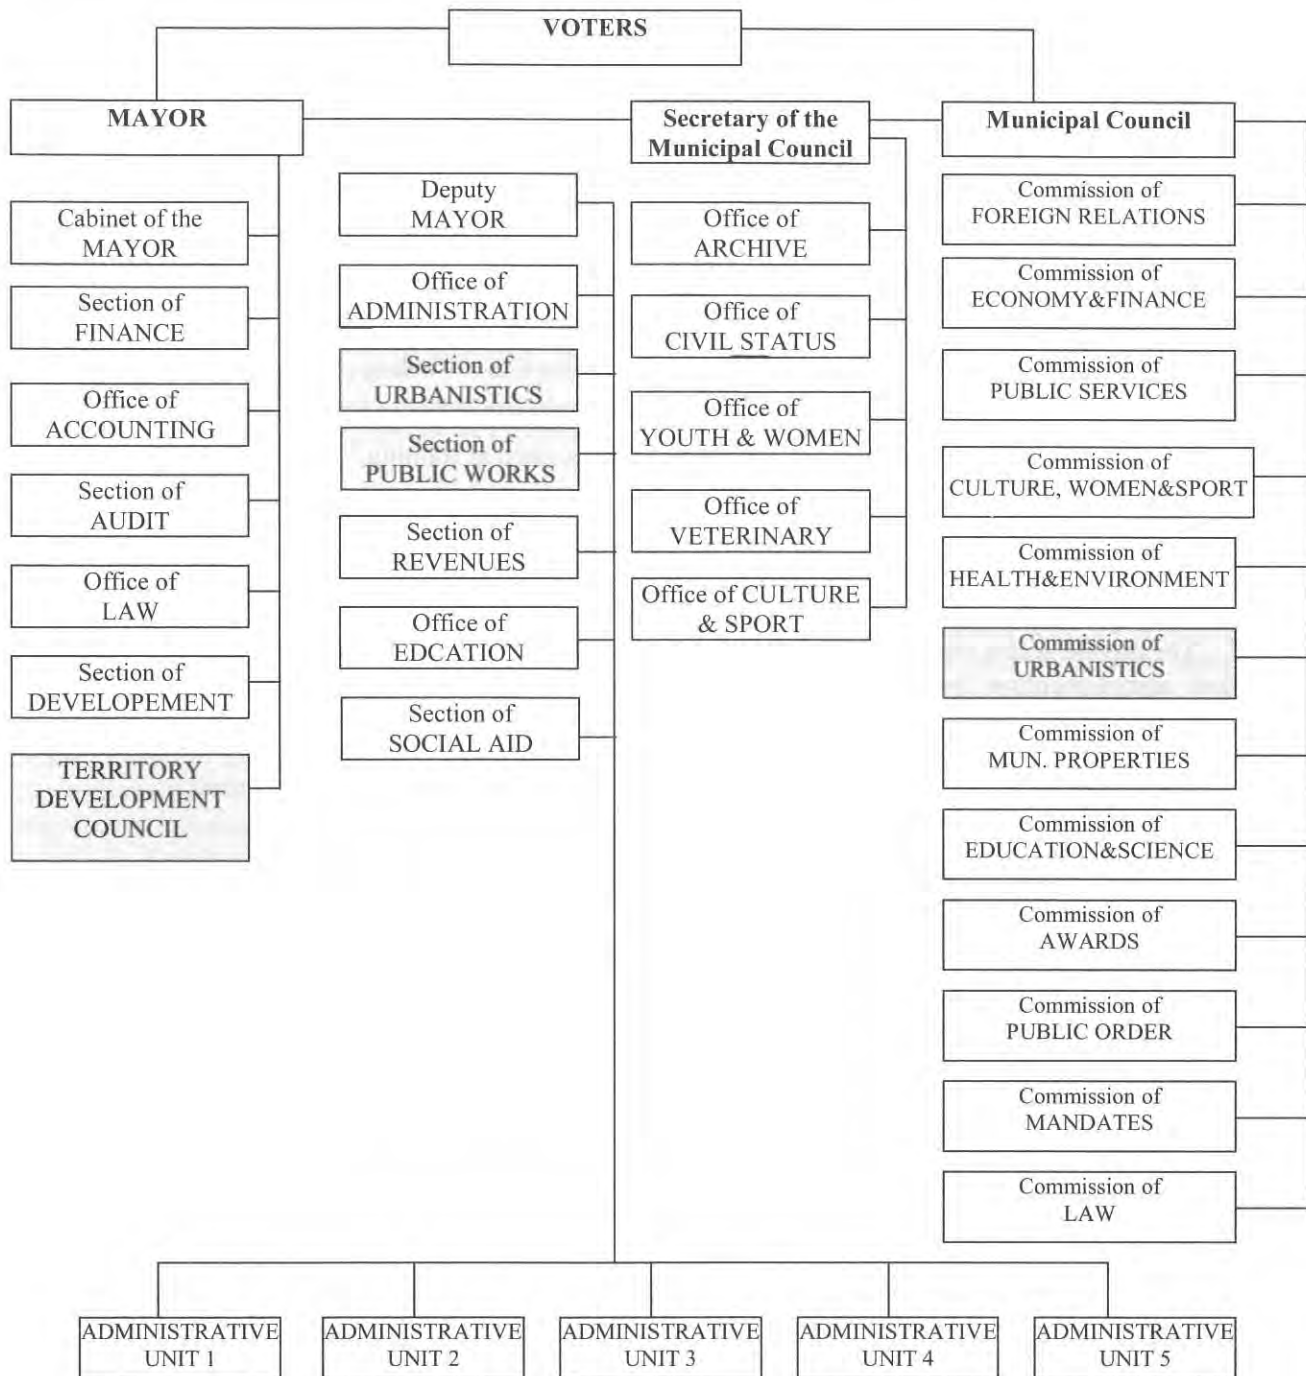 VOTERS
MAYOR
Secretary of the
Municipal Council
Municipal Council
Cabinet of the
MAYOR
Section of
FINANCE
Office of
ACCOUNTING
Section of
AUDIT
Office of
LAW
Section of
DEVELOPEMENT
TERRITORY
DEVELOPMENT
COUNCIL
Deputy
MAYOR
Office of
ADMINISTRATION
Section of
URBANISTICS
Section of
PUBLIC WORKS
Section of
REVENUES
Office of
EDCATION
Section of
SOCIAL AID
Office of
ARCHIVE
Office of
CIVIL STATUS
Office of
YOUTH & WOMEN
Office of
VETERINARY
Office of CULTURE
& SPORT
Commission of
FOREIGN RELATIONS
Commission of
ECONOMY&FINANCE
Commission of
PUBLIC SERVICES
Commission of
CULTURE, WOMEN&SPORT
Commission of
HEALTH&ENVIRONMENT
Commission of
URBANISTICS
Commission of
MUN. PROPERTIES
Commission of
EDUCATION&SCIENCE
Commission of
AWARDS
Commission of
PUBLIC ORDER
Commission of
MANDATES
Commission of
LAW
ADMINISTRATIVE
UNIT 1
ADMINISTRATIVE
UNIT 2
ADMINISTRATIVE
UNIT 3
ADMINISTRATIVE
UNIT 4
ADMINISTRATIVE
UNIT 5